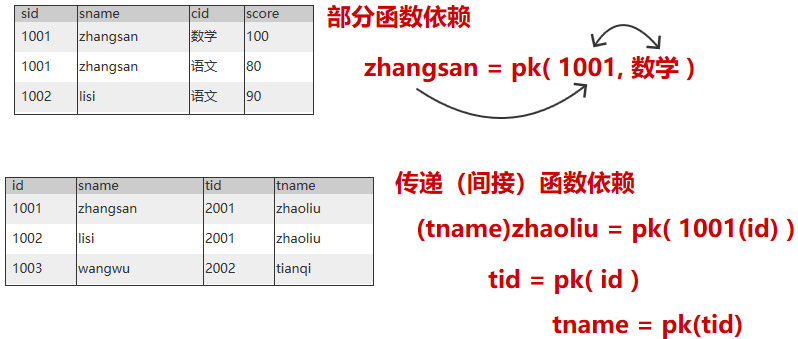 sid sname cid score
1001 zhangsan 数学 100
1001 zhangsan 语文 80
1002 lisi 语文 90
部分函数依赖
zhangsan = pk( 1001, 数学 )
id sname tid tname
1001 zhangsan 2001 zhaoliu
1002 lisi 2001 zhaoliu
1003 wangwu 2002 tianqi
传递（间接）函数依赖
(tname)zhaoliu = pk( 1001(id) )
tid = pk( id )
tname = pk(tid)